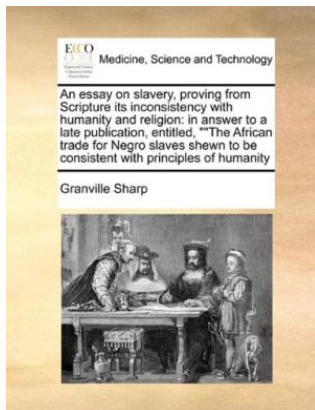 ECCO
Medicine, Science and Technology
An essay on slavery, proving from
Scripture its inconsistency with
humanity and religion: in answer to a
late publication, entitled, ""The African
trade for Negro slaves shewn to be
consistent with principles of humanity
Granville Sharp